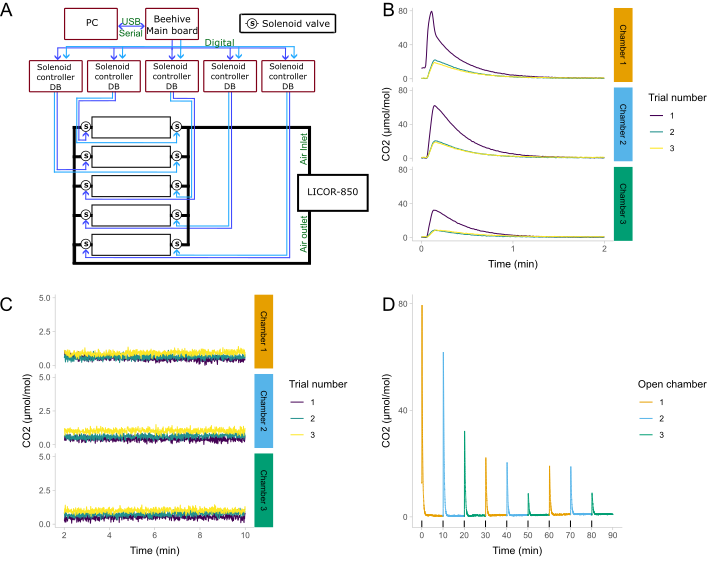 A
PC
USB
Serial
Beehive
Main board
S Solenoid valve
Digital
Solenoid
controller
DB
Solenoid
controller
DB
Solenoid
controller
DB
Solenoid
controller
DB
Solenoid
controller
DB
S S
S S
S S
S S
S S
Air Inlet
LICOR-850
Air outlet
B
CO2 (μmol/mol)
80
40
0
80
40
0
80
40
0
Chamber 1
Chamber 2
Chamber 3
0 1 2
Time (min)
Trial number
1
2
3
C
CO2 (μmol/mol)
5.0
2.5
0.0
5.0
2.5
0.0
5.0
2.5
0.0
Chamber 1
Chamber 2
Chamber 3
2 4 6 8 10
Time (min)
Trial number
1
2
3
D
CO2 (μmol/mol)
80
40
0
0 10 20 30 40 50 60 70 80 90
Time (min)
Open chamber
1
2
3